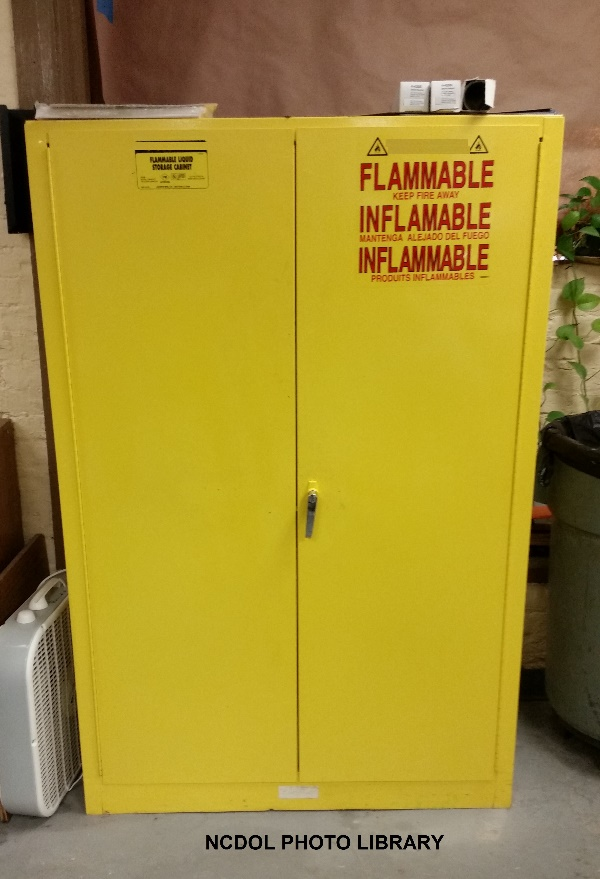 FLAMMABLE LIQUID
STORAGE CABINET
FLAMMABLE
KEEP FIRE AWAY
INFLAMABLE
MANTENGA ALEJADO DEL FUEGO
INFLAMMABLE
PRODUITS INFLAMMABLES
NCDOL PHOTO LIBRARY